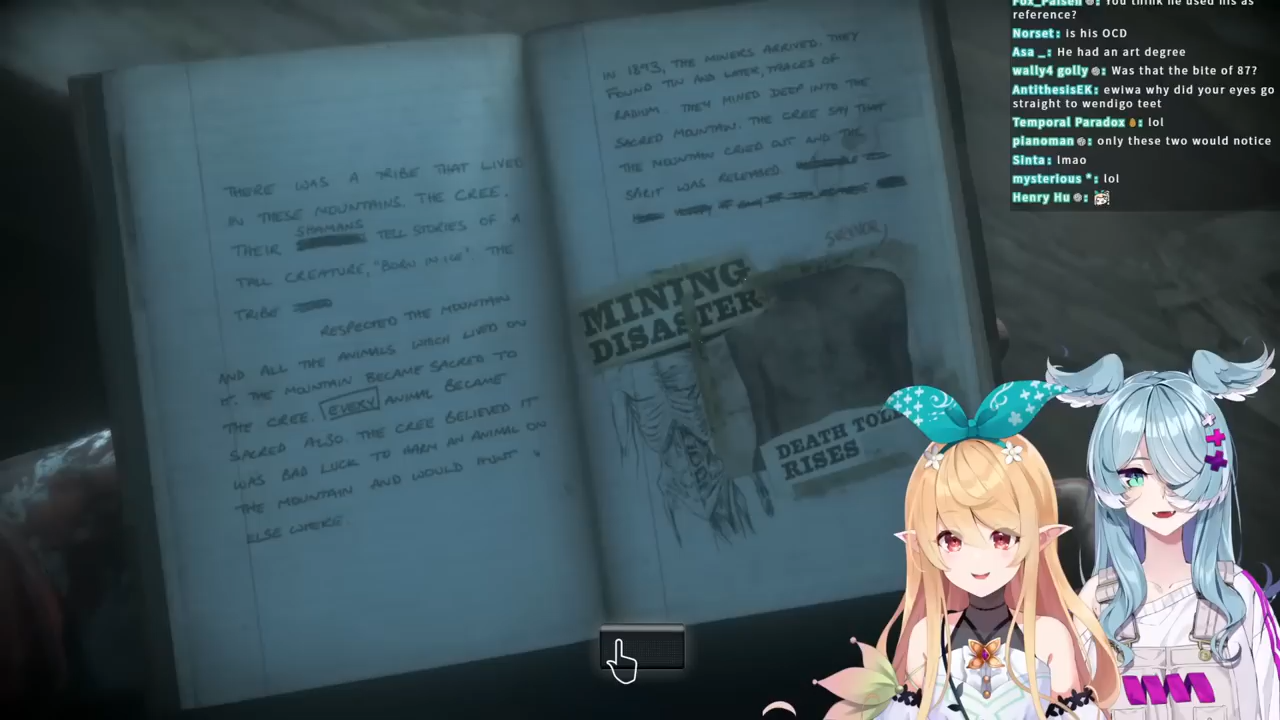 THERE WAS A TRIBE THAT LIVED
IN THESE MOUNTAINS. THE CREE.
THEIR SHAMANS TELL STORIES OF A
TALL CREATURE, "BORN IN ICE". THE
TRIBE
RESPECTED THE MOUNTAIN
AND ALL THE ANIMALS WHICH LIVED ON
IT. THE MOUNTAIN BECAME SACRED TO
THE CREE. EVERY ANIMAL BECAME
SACRED ALSO. THE CREE BELIEVED IT
WAS BAD LUCK TO HARM AN ANIMAL ON
THE MOUNTAIN AND WOULD HUNT
ELSE WHERE.
IN 1893, THE MINERS ARRIVED. THEY
FOUND TIN AND LATER, TRACES OF
RADIUM. THEY MINED DEEP INTO THE
SACRED MOUNTAIN. THE CREE SAY THAT
THE MOUNTAIN CRIED OUT AND THE
SPIRIT WAS RELEASED.
MINING
DISASTER
DEATH TOLL
RISES
Fox_Paisen: You think he used his as
reference?
Norset: is his OCD
Asa _: He had an art degree
wally4 golly: Was that the bite of 87?
AntithesisEK: ewiwa why did your eyes go
straight to wendigo teet
Temporal Paradox: lol
planoman: only these two would notice
Sinta: lmao
mysterious *: lol
Henry Hu: